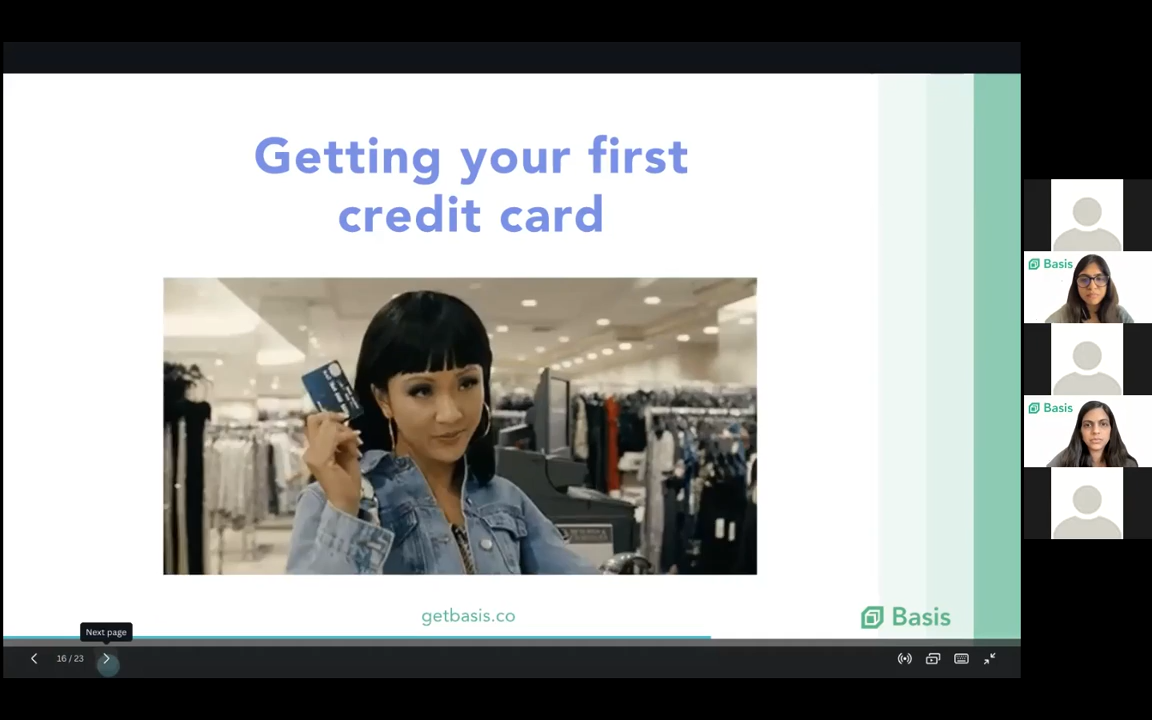 Getting your first
credit card
Basis
Basis
getbasis.co
Basis
Next page
16 / 23